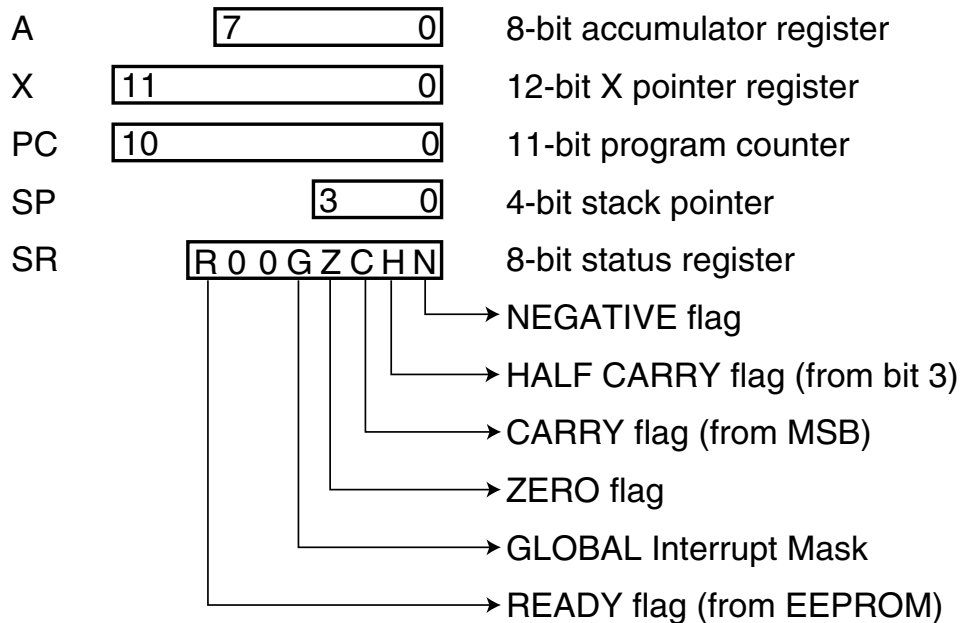 A 7 0 8-bit accumulator register
X 11 0 12-bit X pointer register
PC 10 0 11-bit program counter
SP 3 0 4-bit stack pointer
SR R 0 0 G Z C H N 8-bit status register
NEGATIVE flag
HALF CARRY flag (from bit 3)
CARRY flag (from MSB)
ZERO flag
GLOBAL Interrupt Mask
READY flag (from EEPROM)